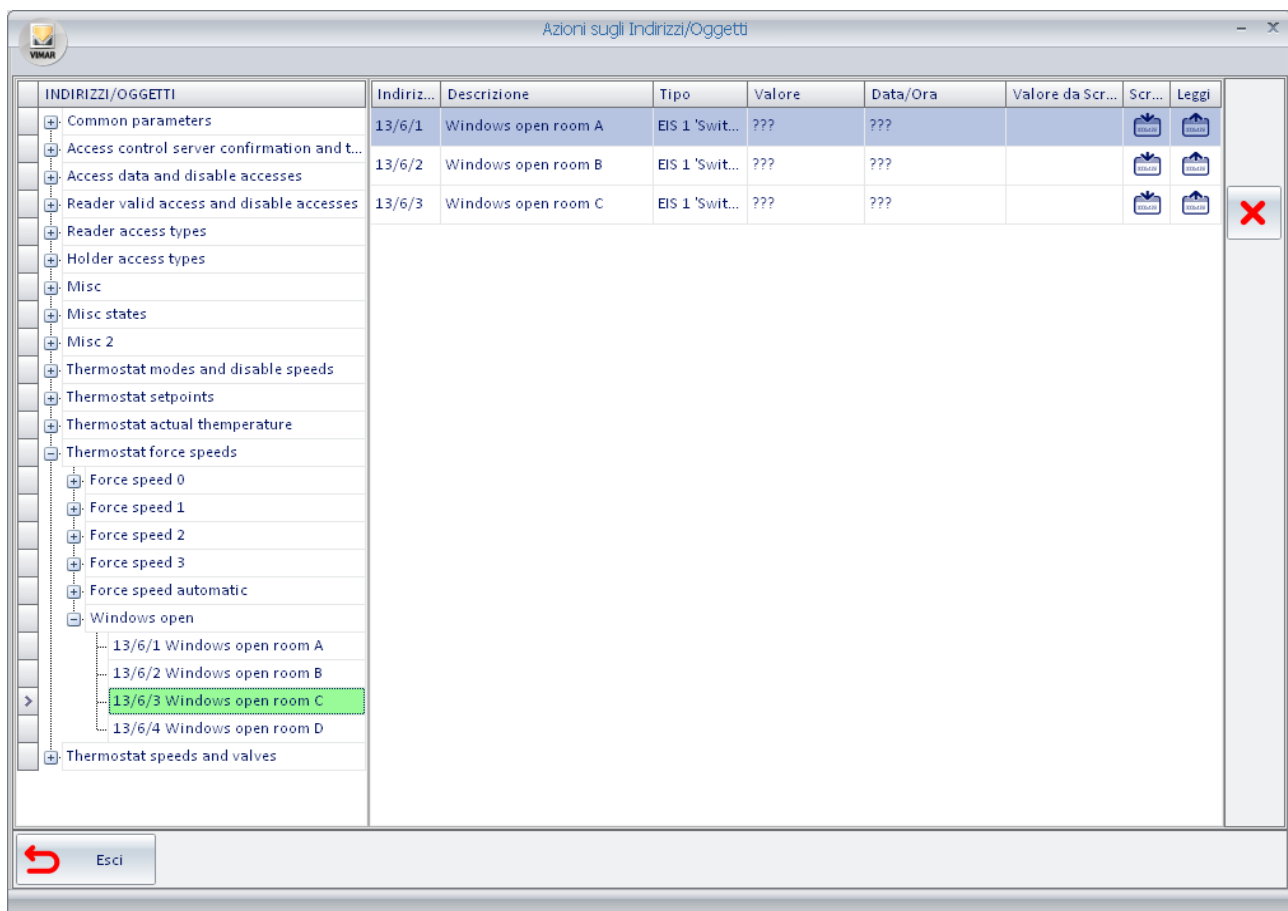 Azioni sugli Indirizzi/Oggetti
VIMAR
INDIRIZZI/OGGETTI
Common parameters
Access control server confirmation and t...
Access data and disable accesses
Reader valid access and disable accesses
Reader access types
Holder access types
Misc
Misc states
Misc 2
Thermostat modes and disable speeds
Thermostat setpoints
Thermostat actual themperature
Thermostat force speeds
Force speed 0
Force speed 1
Force speed 2
Force speed 3
Force speed automatic
Windows open
13/6/1 Windows open room A
13/6/2 Windows open room B
13/6/3 Windows open room C
13/6/4 Windows open room D
Thermostat speeds and valves
Indiriz... Descrizione Tipo Valore Data/Ora Valore da Scr... Scr... Leggi
13/6/1 Windows open room A EIS 1 'Swit... ??? ???
13/6/2 Windows open room B EIS 1 'Swit... ??? ???
13/6/3 Windows open room C EIS 1 'Swit... ??? ???
Esci